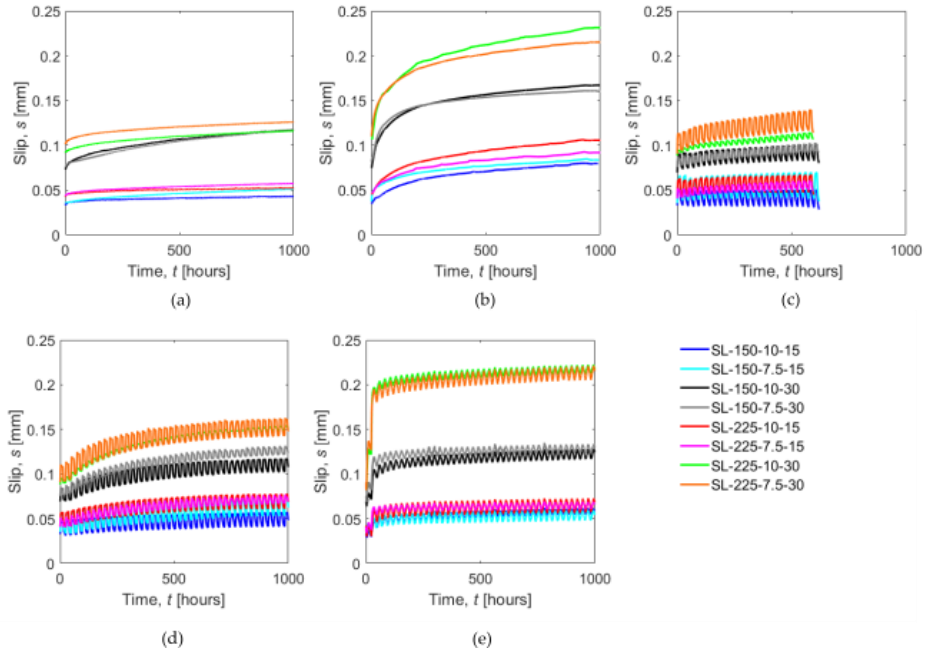 0.25
0.2
0.15
0.1
0.05
0
Slip, s [mm]
0 500 1000
Time, t [hours]
(a)
0.25
0.2
0.15
0.1
0.05
0
Slip, s [mm]
0 500 1000
Time, t [hours]
(b)
0.25
0.2
0.15
0.1
0.05
0
Slip, s [mm]
0 500 1000
Time, t [hours]
(c)
0.25
0.2
0.15
0.1
0.05
0
Slip, s [mm]
0 500 1000
Time, t [hours]
(d)
0.25
0.2
0.15
0.1
0.05
0
Slip, s [mm]
0 500 1000
Time, t [hours]
(e)
SL-150-10-15
SL-150-7.5-15
SL-150-10-30
SL-150-7.5-30
SL-225-10-15
SL-225-7.5-15
SL-225-10-30
SL-225-7.5-30